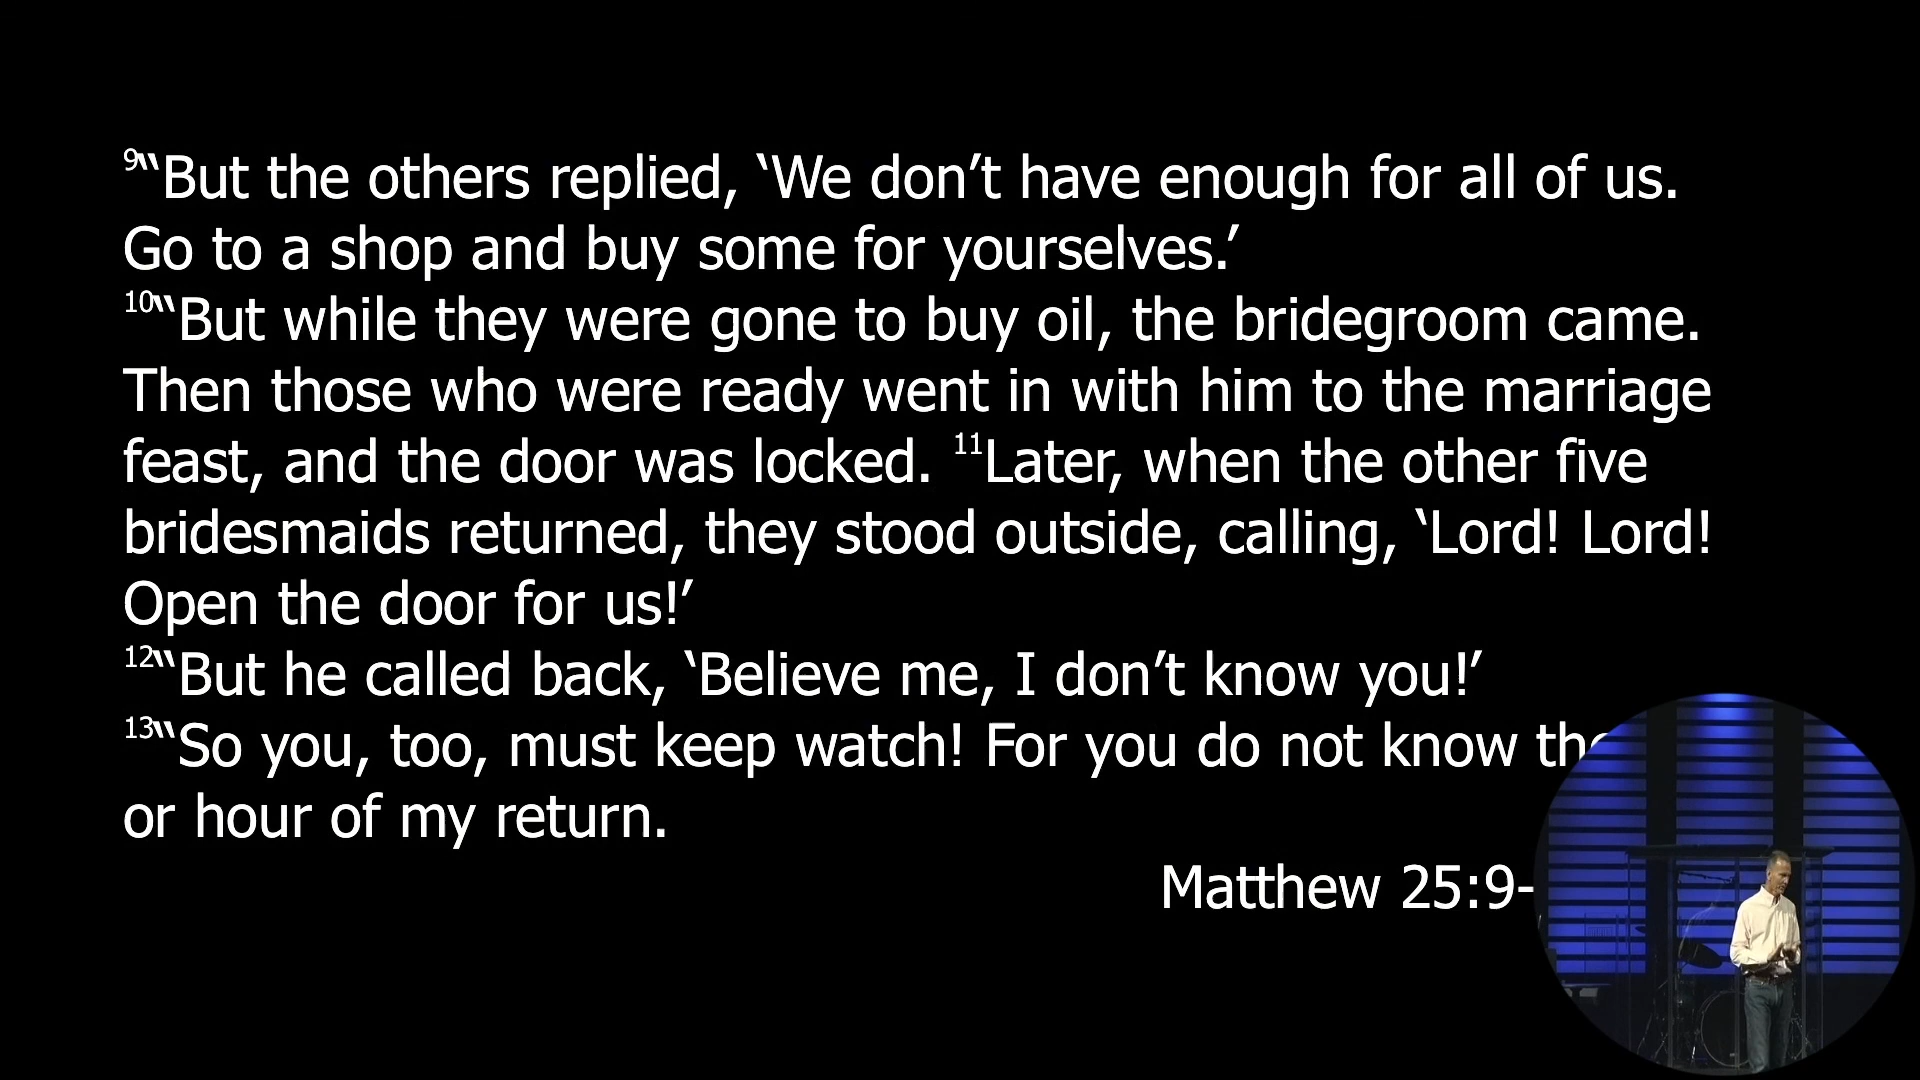 9“But the others replied, ‘We don’t have enough for all of us.
Go to a shop and buy some for yourselves.’
10“But while they were gone to buy oil, the bridegroom came.
Then those who were ready went in with him to the marriage
feast, and the door was locked. 11Later, when the other five
bridesmaids returned, they stood outside, calling, ‘Lord! Lord!
Open the door for us!’
12“But he called back, ‘Believe me, I don’t know you!’
13“So you, too, must keep watch! For you do not know the
or hour of my return.
Matthew 25:9-